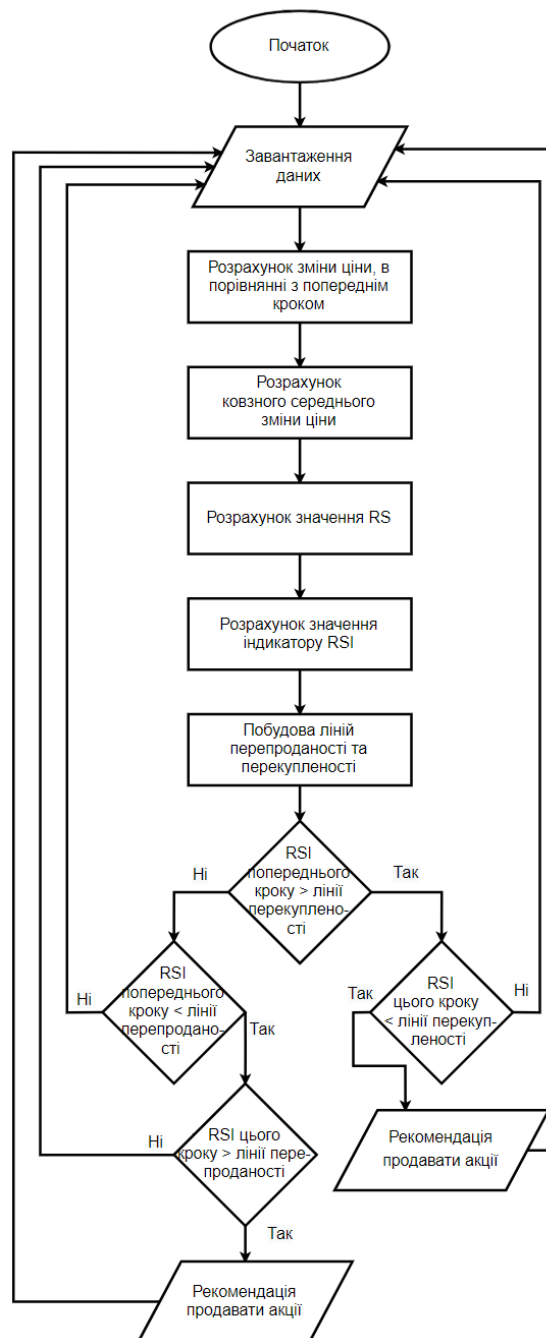 Початок
Завантаження
даних
Розрахунок зміни ціни, в
порівнянні з попереднім
кроком
Розрахунок
ковзного середнього
зміни ціни
Розрахунок значення RS
Розрахунок значення
індикатору RSI
Побудова ліній
перепроданості та
перекупленості
RSI
попереднього
кроку > лінії
перекуплено-
сті
Ні
Так
RSI
попереднього
кроку < лінії
перепродано-
сті
Ні
Так
RSI
цього кроку
< лінії перекуп-
леності
Так
Ні
RSI цього
кроку > лінії пере-
проданості
Ні
Так
Рекомендація
продавати акції
Рекомендація
продавати акції